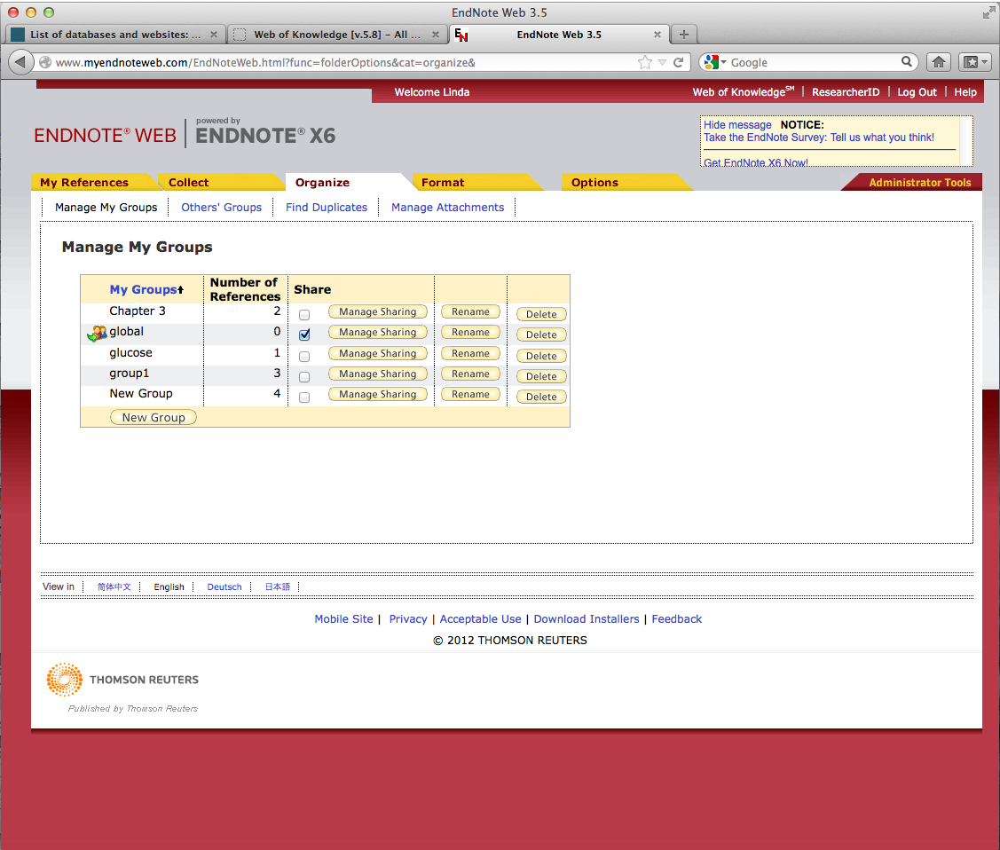 EndNote Web 3.5
List of databases and websites: ...
Web of Knowledge [v.5.8] – All ...
EndNote Web 3.5
www.myendnoteweb.com/EndNoteWeb.html?func=folderOptions&cat=organize&
Google
Welcome Linda
Web of Knowledge℠ | ResearcherID | Log Out | Help
ENDNOTE® WEB
powered by
ENDNOTE® X6
Hide message NOTICE:
Take the EndNote Survey: Tell us what you think!
Get EndNote X6 Now!
My References Collect Organize Format Options Administrator Tools
Manage My Groups Others' Groups Find Duplicates Manage Attachments
Manage My Groups
My Groups Number of References Share
Chapter 3 2 Manage Sharing Rename Delete
global 0 Manage Sharing Rename Delete
glucose 1 Manage Sharing Rename Delete
group1 3 Manage Sharing Rename Delete
New Group 4 Manage Sharing Rename Delete
New Group
View in 简体中文 English Deutsch 日本語
Mobile Site | Privacy | Acceptable Use | Download Installers | Feedback
© 2012 THOMSON REUTERS
THOMSON REUTERS
Published by Thomson Reuters